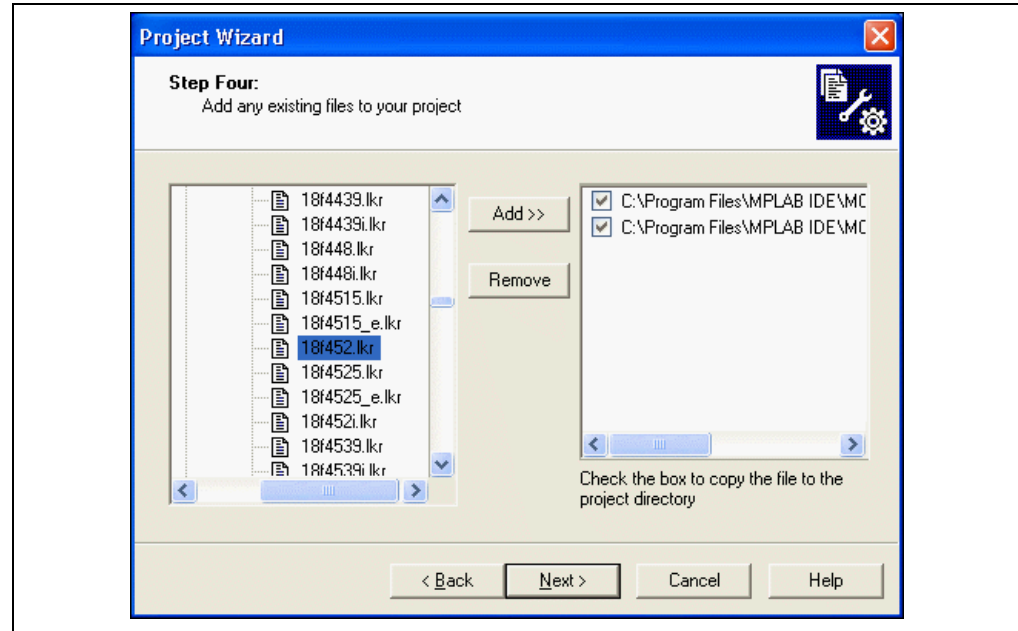 Project Wizard
Step Four:
Add any existing files to your project
18f4439.lkr
18f4439i.lkr
18f448.lkr
18f448i.lkr
18f4515.lkr
18f4515_e.lkr
18f452.lkr
18f4525.lkr
18f4525_e.lkr
18f452i.lkr
18f4539.lkr
18f4539i.lkr
Add >>
Remove
C:\Program Files\MPLAB IDE\MC
C:\Program Files\MPLAB IDE\MC
Check the box to copy the file to the
project directory
< Back
Next >
Cancel
Help